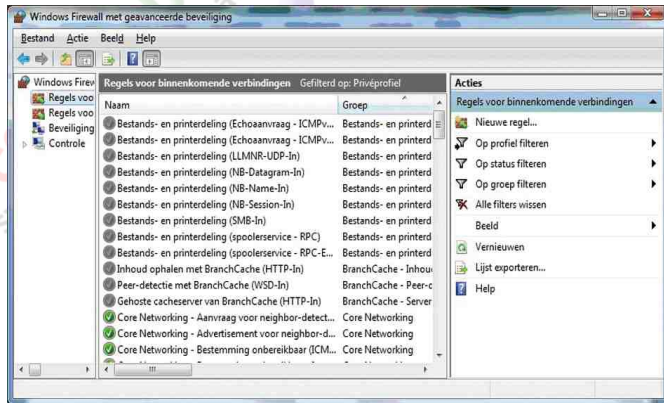 Windows Firewall met geavanceerde beveiliging
Bestand Actie Beeld Help
Windows Firew
Regels voo
Regels voo
Beveiliging
Controle
Regels voor binnenkomende verbindingen Gefilterd op: Privéprofiel
Naam Groep
Bestands- en printerdeling (Echoaanvraag - ICMPv... Bestands- en printerd
Bestands- en printerdeling (Echoaanvraag - ICMPv... Bestands- en printerd
Bestands- en printerdeling (LLMNR-UDP-In) Bestands- en printerd
Bestands- en printerdeling (NB-Datagram-In) Bestands- en printerd
Bestands- en printerdeling (NB-Name-In) Bestands- en printerd
Bestands- en printerdeling (NB-Session-In) Bestands- en printerd
Bestands- en printerdeling (SMB-In) Bestands- en printerd
Bestands- en printerdeling (spoolerservice - RPC) Bestands- en printerd
Bestands- en printerdeling (spoolerservice - RPC-E... Bestands- en printerd
Inhoud ophalen met BranchCache (HTTP-In) BranchCache - Inhou
Peer-detectie met BranchCache (WSD-In) BranchCache - Peer-c
Gehoste cacheserver van BranchCache (HTTP-In) BranchCache - Server
Core Networking - Aanvraag voor neighbor-detect... Core Networking
Core Networking - Advertisement voor neighbor-d... Core Networking
Core Networking - Bestemming onbereikbaar (ICM... Core Networking
Acties
Regels voor binnenkomende verbindingen
Nieuwe regel...
Op profiel filteren
Op status filteren
Op groep filteren
Alle filters wissen
Beeld
Vernieuwen
Lijst exporteren...
Help